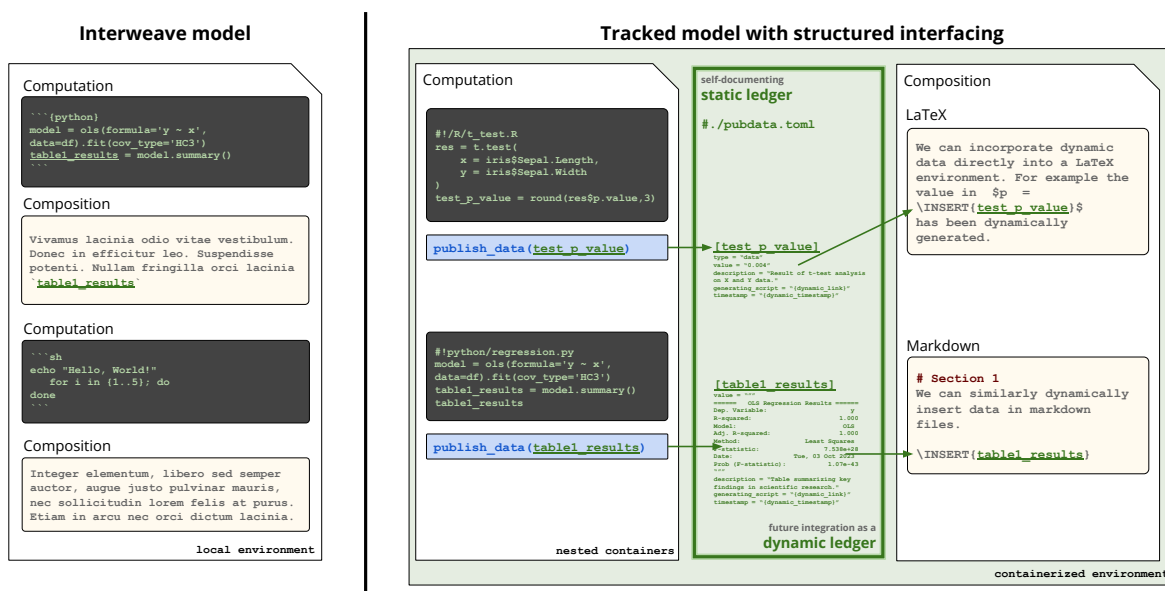 Interweave model
Computation
```{python}
model = ols(formula='y ~ x',
data=df).fit(cov_type='HC3')
table1_results = model.summary()
```
Composition
Vivamus lacinia odio vitae vestibulum.
Donec in efficitur leo. Suspendisse
potenti. Nullam fringilla orci lacinia
`table1_results`
Computation
```sh
echo "Hello, World!"
for i in {1..5}; do
done
```
Composition
Integer elementum, libero sed semper
auctor, augue justo pulvinar mauris,
nec sollicitudin lorem felis at purus.
Etiam in arcu nec orci dictum lacinia.
local environment
Tracked model with structured interfacing
Computation
#!/R/t_test.R
res = t.test(
x = iris$Sepal.Length,
y = iris$Sepal.Width
)
test_p_value = round(res$p.value,3)
publish_data(test_p_value)
#!python/regression.py
model = ols(formula='y ~ x',
data=df).fit(cov_type='HC3')
table1_results = model.summary()
table1_results
publish_data(table1_results)
nested containers
self-documenting
static ledger
#./pubdata.toml
[test_p_value]
type = "data"
value = "0.004"
description = "Result of t-test analysis
on X and Y data."
generating_script = "(dynamic_link)"
timestamp = "(dynamic_timestamp)"
[table1_results]
value = """
====== OLS Regression Results ======
Dep. Variable: y
R-squared: 1.000
Model: OLS
Adj. R-squared: 1.000
Method: Least Squares
F-statistic: 7.538e+28
Date: Tue, 03 Oct 2023
Prob (F-statistic): 1.07e-43
"""
description = "Table summarizing key
findings in scientific research."
generating_script = "(dynamic_link)"
timestamp = "(dynamic_timestamp)"
future integration as a
dynamic ledger
Composition
LaTeX
We can incorporate dynamic
data directly into a LaTeX
environment. For example the
value in $p =
\INSERT{test_p_value}$
has been dynamically
generated.
Markdown
# Section 1
We can similarly dynamically
insert data in markdown
files.
\INSERT{table1_results}
containerized environment